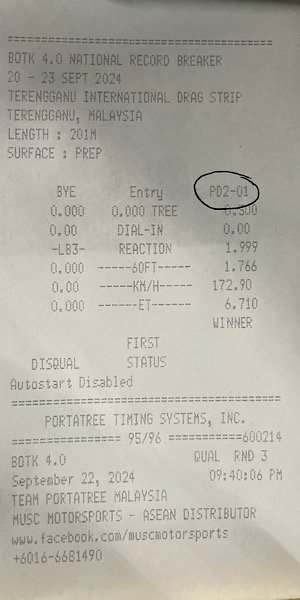 =====================================
BOTK 4.0 NATIONAL RECORD BREAKER
20 - 23 SEPT 2024
TERENGGANU INTERNATIONAL DRAG STRIP
TERENGGANU, MALAYSIA
LENGTH : 201M
SURFACE : PREP
BYE Entry PD2-01
0.000 0.000 TREE 0.500
0.00 DIAL-IN 0.00
-LB3- REACTION 1.999
0.000 -----60FT----- 1.766
0.00 -----KM/H----- 172.90
0.000 ------ET------ 6.710
WINNER
FIRST
DISQUAL STATUS
Autostart Disabled
=====================================
PORTATREE TIMING SYSTEMS, INC.
============ 95/96 ===========600214
BOTK 4.0 QUAL RND 3
September 22, 2024 09:40:06 PM
TEAM PORTATREE MALAYSIA
MUSC MOTORSPORTS - ASEAN DISTRIBUTOR
www.facebook.com/muscmotorsports
+6016-6681490